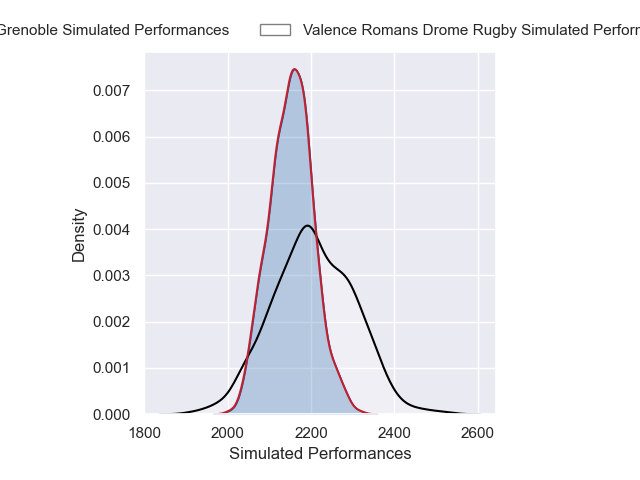 Grenoble Simulated Performances
Valence Romans Drome Rugby Simulated
0.007
0.006
0.005
0.004
0.003
0.002
0.001
0.000
Density
1800 2000 2200 2400 2600
Simulated Performances